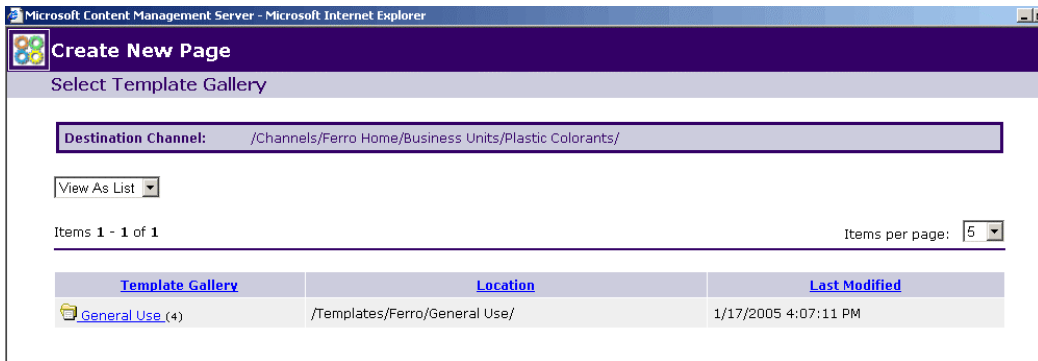 Microsoft Content Management Server - Microsoft Internet Explorer
Create New Page
Select Template Gallery
Destination Channel: /Channels/Ferro Home/Business Units/Plastic Colorants/
View As List
Items 1 - 1 of 1 Items per page: 5
Template Gallery Location Last Modified
General Use (4) /Templates/Ferro/General Use/ 1/17/2005 4:07:11 PM